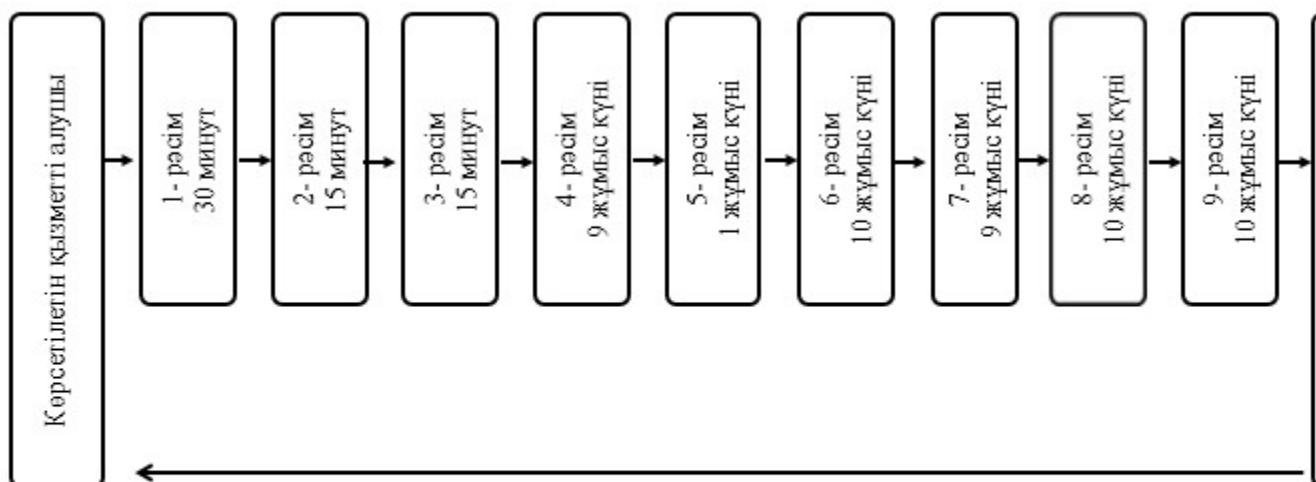 Көрсетілетін қызметті алушы
1- рәсім
30 минут
2- рәсім
15 минут
3- рәсім
15 минут
4- рәсім
9 жұмыс күні
5- рәсім
1 жұмыс күні
6- рәсім
10 жұмыс күні
7- рәсім
9 жұмыс күні
8- рәсім
10 жұмыс күні
9- рәсім
10 жұмыс күні